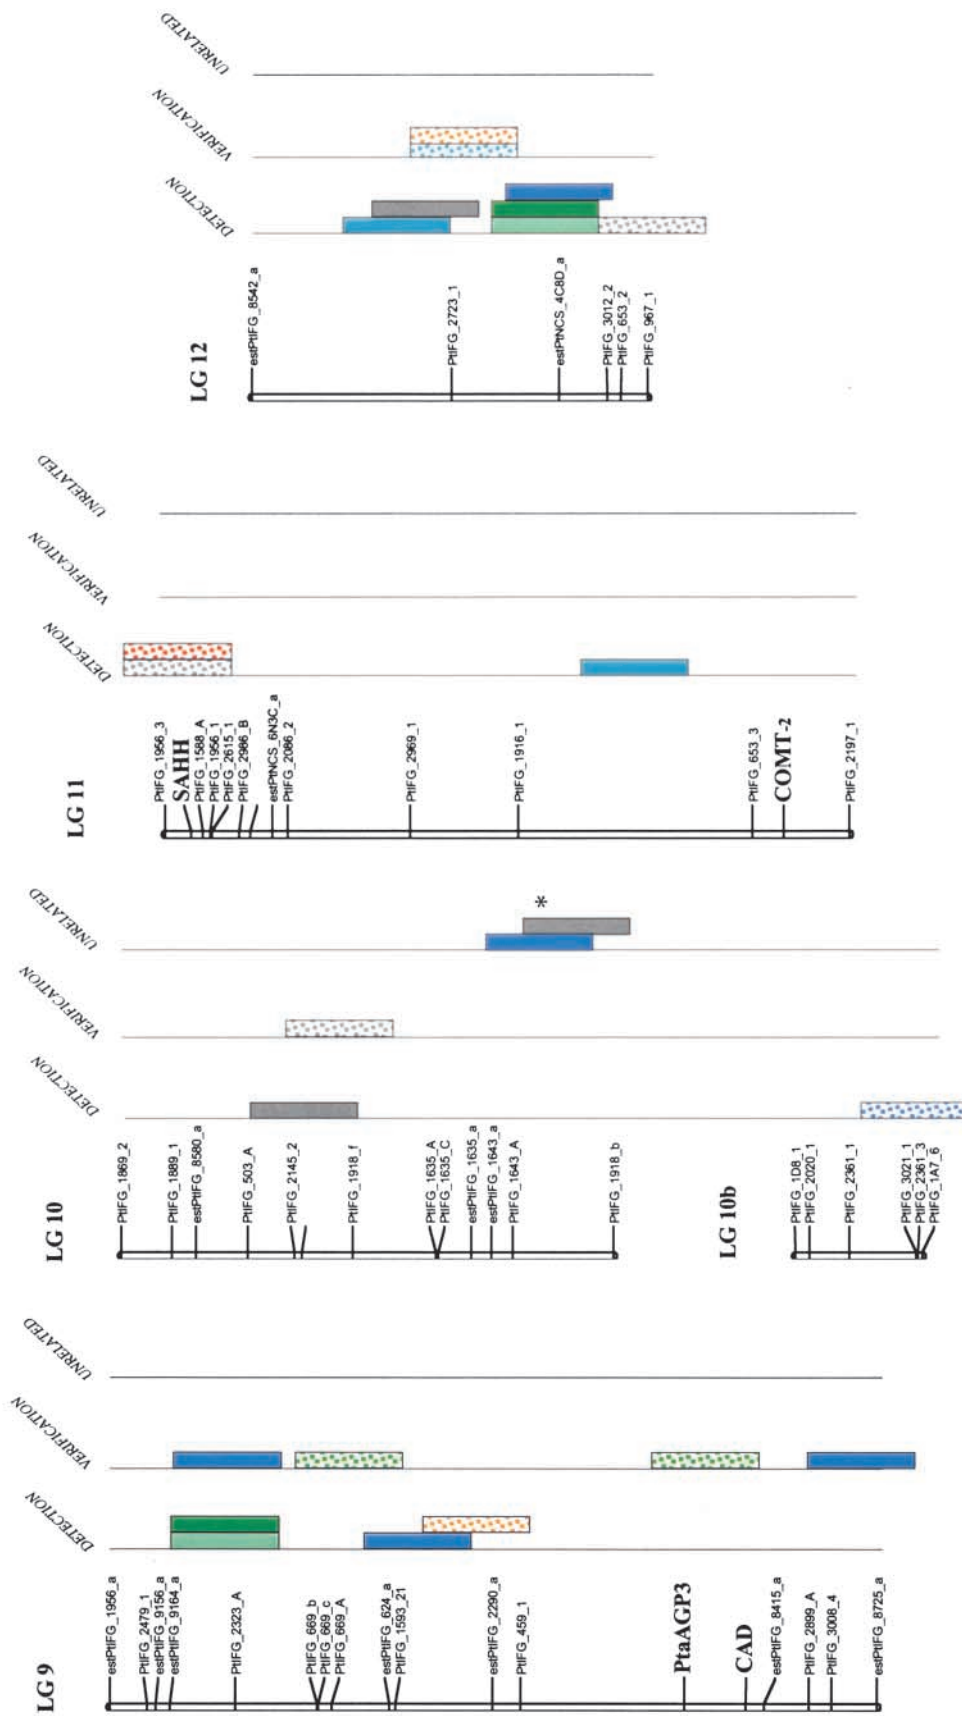 LG 9
estPtIFG_1956_a
PtIFG_2479_1
estPtIFG_9156_a
estPtIFG_9164_a
PtIFG_2323_A
PtIFG_669_b
PtIFG_669_c
PtIFG_669_A
estPtIFG_624_a
PtIFG_1593_21
estPtIFG_2290_a
PtIFG_459_1
PtaAGP3
CAD
estPtIFG_8415_a
PtIFG_2899_A
PtIFG_3008_4
estPtIFG_8725_a
DETECTION
VERIFICATION
UNRELATED
LG 10
PtIFG_1869_2
PtIFG_1889_1
estPtIFG_8580_a
PtIFG_503_A
PtIFG_2145_2
PtIFG_1918_f
PtIFG_1635_A
PtIFG_1635_C
estPtIFG_1635_a
estPtIFG_1643_a
PtIFG_1643_A
PtIFG_1918_b
LG 10b
PtIFG_1D8_1
PtIFG_2020_1
PtIFG_2361_1
PtIFG_3021_1
PtIFG_2361_3
PtIFG_1A7_6
DETECTION
VERIFICATION
UNRELATED
*
LG 11
PtIFG_1956_3
SAHH
PtIFG_1588_A
PtIFG_1956_1
PtIFG_2615_1
PtIFG_2986_B
estPtNCS_6N3C_a
PtIFG_2086_2
PtIFG_2969_1
PtIFG_1916_1
PtIFG_653_3
COMT-2
PtIFG_2197_1
DETECTION
VERIFICATION
UNRELATED
LG 12
estPtIFG_8542_a
PtIFG_2723_1
estPtNCS_4C8D_a
PtIFG_3012_2
PtIFG_653_2
PtIFG_967_1
DETECTION
VERIFICATION
UNRELATED